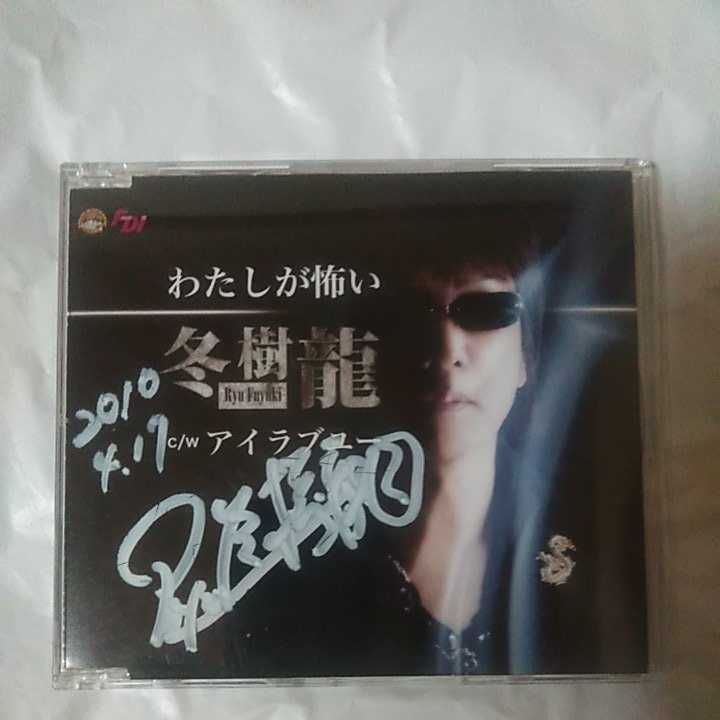 FDi
わたしが怖い
冬樹龍
Ryu Fuyuki
2010
4.17
c/w アイラブユー